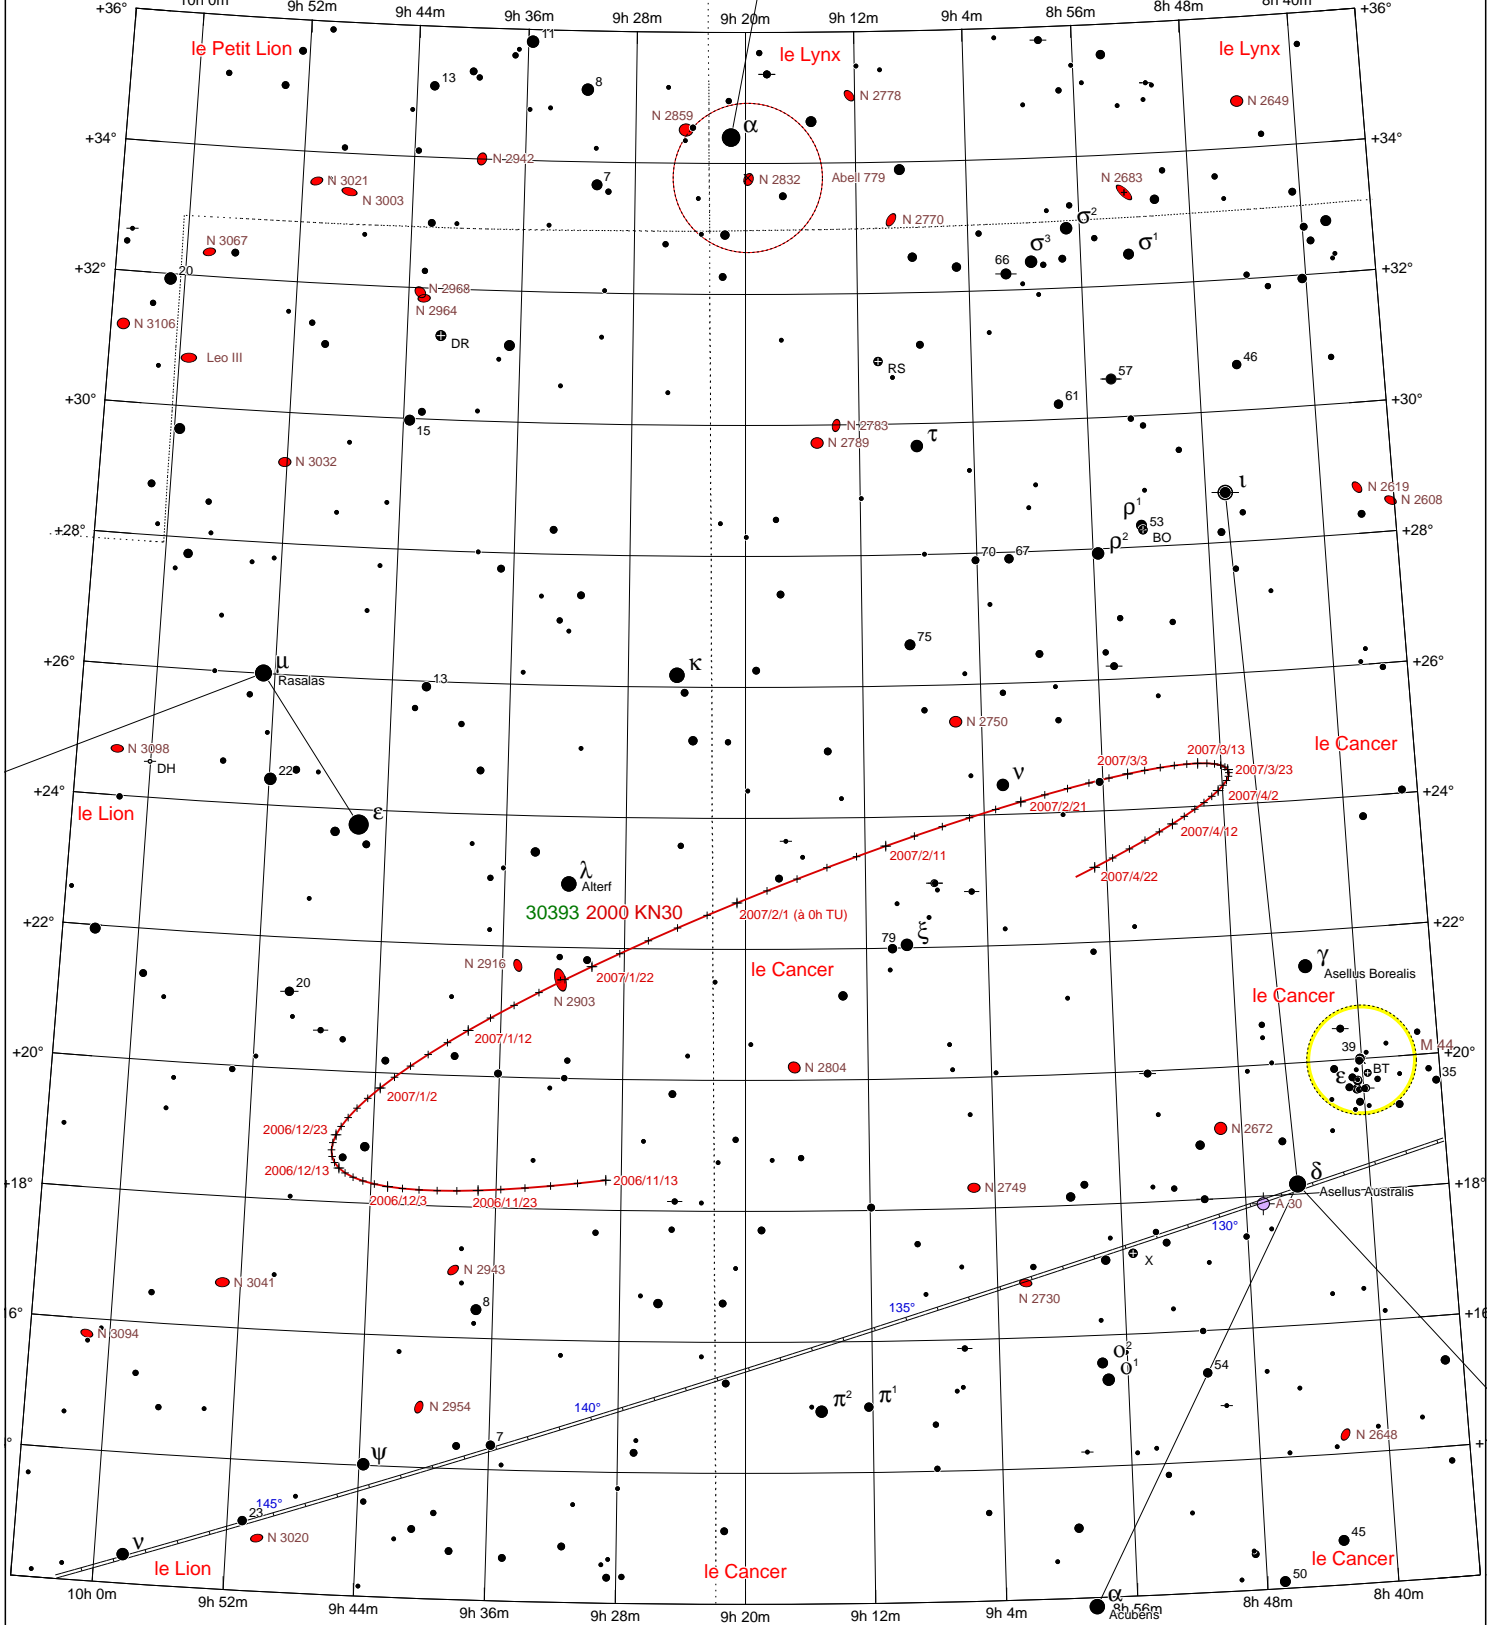 +36° 10h 0m 9h 52m 9h 44m 9h 36m 9h 28m 9h 20m 9h 12m 9h 4m 8h 56m 8h 48m 8h 40m +36°
le Petit Lion 11 le Lynx le Lynx
13 8 N 2778 N 2649
N 2859 α
+34° +34°
N 2942
N 3021 7 N 2832 Abell 779 N 2683
N 3003
N 2770 σ2
N 3067 σ3 σ1
+32° 20 66 +32°
N 2968
N 2964
N 3106
DR
Leo III RS 57 46
+30° 61 +30°
15 N 2783
N 2789 τ
N 3032
ι N 2619
N 2608
ρ1 53
+28° BO +28°
ρ2
70 67
75
+26° μ κ +26°
Rasalas
13
N 2750
N 3098 2007/3/13 le Cancer
DH 2007/3/3
22 ν 2007/3/23
+24° 2007/4/2 +24°
le Lion ε 2007/2/21
2007/4/12
2007/2/11
λ 2007/4/22
Alterf
30393 2000 KN30 2007/2/1 (à 0h TU)
+22° +22°
79 ξ
N 2916 le Cancer γ
2007/1/22 Asellus Borealis
20 N 2903 le Cancer
2007/1/12
+20° 39 M 44 +20°
N 2804 ε BT 35
2007/1/2
2006/12/23 N 2672
2006/12/13 δ
+18° 2006/11/13 N 2749 Asellus Australis +18°
2006/12/3 2006/11/23 A 30
130°
X
N 3041 N 2943
N 2730
8 135°
6° +16
N 3094
ο2
ο1 54
140° π2 π1
N 2954
7 N 2648
° ψ +1
145°
23
N 3020 45
ν
le Lion le Cancer le Cancer
50
10h 0m 9h 52m 9h 44m 9h 36m 9h 28m 9h 20m 9h 12m 9h 4m α 8h 56m 8h 48m 8h 40m
Acubens